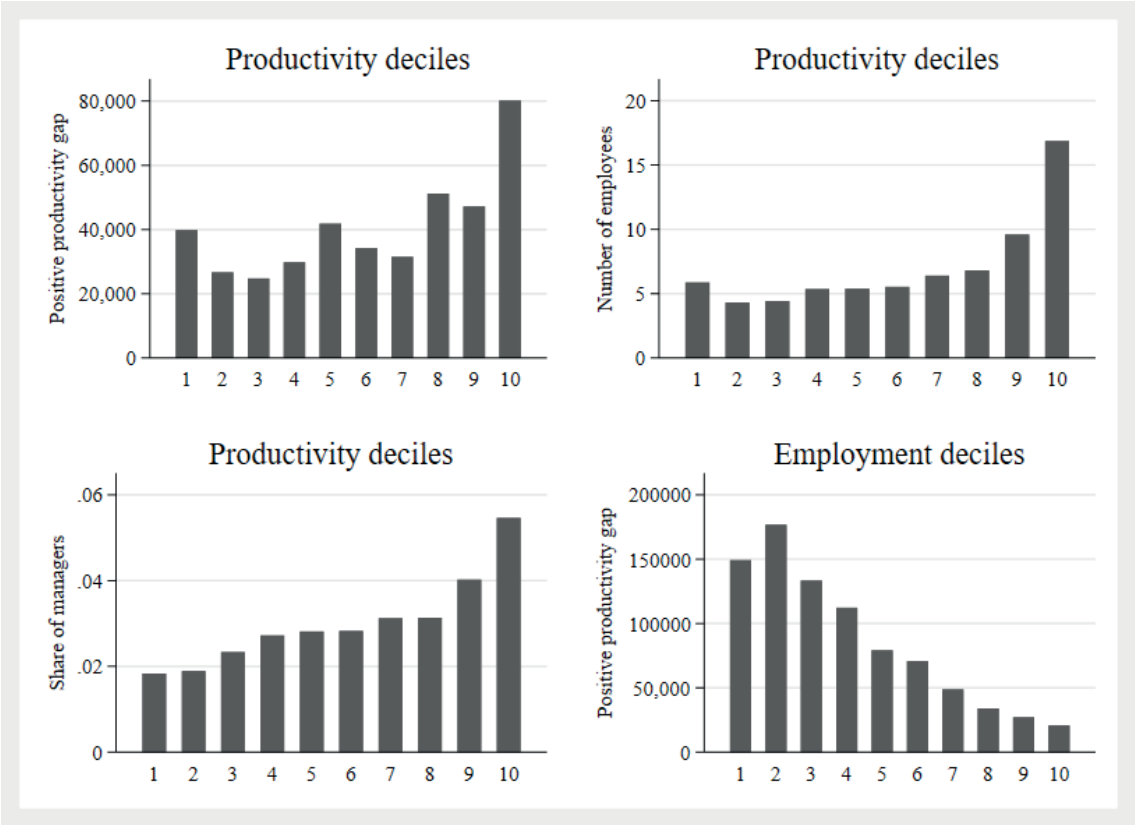 Productivity deciles
Positive productivity gap
80,000
60,000
40,000
20,000
0
1 2 3 4 5 6 7 8 9 10
Productivity deciles
Number of employees
20
15
10
5
0
1 2 3 4 5 6 7 8 9 10
Productivity deciles
Share of managers
.06
.04
.02
0
1 2 3 4 5 6 7 8 9 10
Employment deciles
Positive productivity gap
200000
150000
100000
50,000
0
1 2 3 4 5 6 7 8 9 10